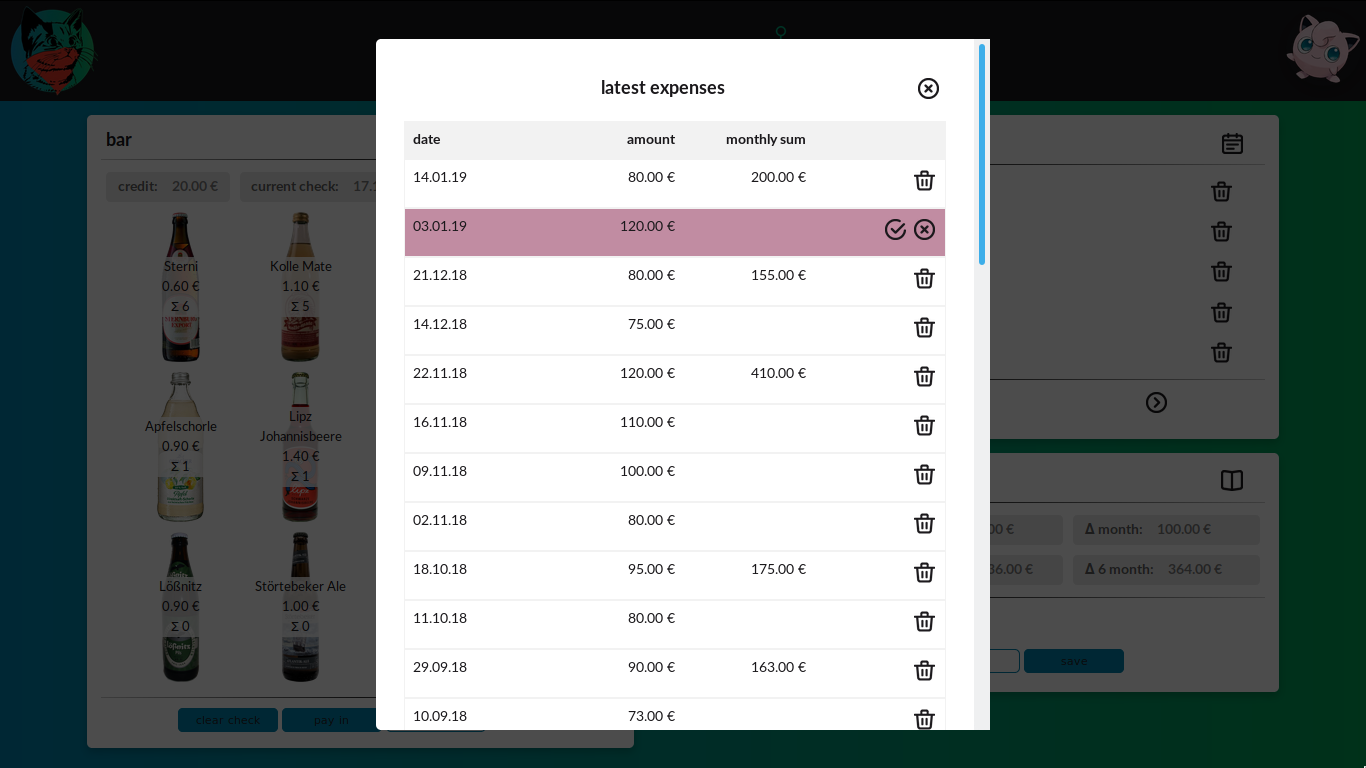 latest expenses
date amount monthly sum
14.01.19 80.00 € 200.00 €
03.01.19 120.00 €
21.12.18 80.00 € 155.00 €
14.12.18 75.00 €
22.11.18 120.00 € 410.00 €
16.11.18 110.00 €
09.11.18 100.00 €
02.11.18 80.00 €
18.10.18 95.00 € 175.00 €
11.10.18 80.00 €
29.09.18 90.00 € 163.00 €
10.09.18 73.00 €
bar
credit: 20.00 € current check:
Sterni
0.60 €
Σ 6
Kolle Mate
1.10 €
Σ 5
Apfelschorle
0.90 €
Σ 1
Lipz
Johannisbeere
1.40 €
Σ 1
Lößnitz
0.90 €
Σ 0
Störtebeker Ale
1.00 €
Σ 0
clear check pay in
Δ month: 100.00 €
Δ 6 month: 364.00 €
save